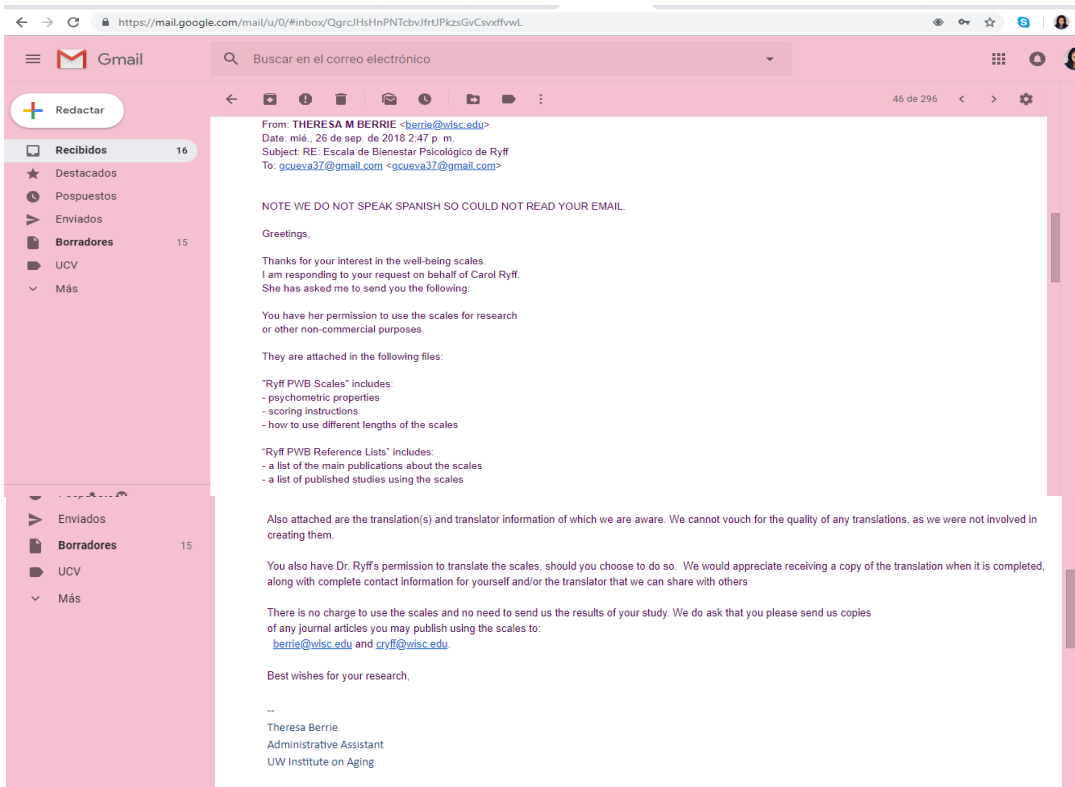 https://mail.google.com/mail/u/0/#inbox/QgrcJHsHnPNTcbvJfrtJPkzsGvCsvxffvwL
Gmail
Buscar en el correo electrónico
Redactar
46 de 296
Recibidos 16
Destacados
Pospuestos
Enviados
Borradores 15
UCV
Más
From: THERESA M BERRIE <berrie@wisc.edu>
Date: mié., 26 de sep. de 2018 2:47 p. m.
Subject: RE: Escala de Bienestar Psicológico de Ryff
To: gcueva37@gmail.com <gcueva37@gmail.com>
NOTE WE DO NOT SPEAK SPANISH SO COULD NOT READ YOUR EMAIL.
Greetings,
Thanks for your interest in the well-being scales.
I am responding to your request on behalf of Carol Ryff.
She has asked me to send you the following:
You have her permission to use the scales for research
or other non-commercial purposes.
They are attached in the following files:
"Ryff PWB Scales" includes:
- psychometric properties
- scoring instructions
- how to use different lengths of the scales
"Ryff PWB Reference Lists" includes:
- a list of the main publications about the scales
- a list of published studies using the scales
Enviados
Borradores 15
UCV
Más
Also attached are the translation(s) and translator information of which we are aware. We cannot vouch for the quality of any translations, as we were not involved in
creating them.
You also have Dr. Ryff's permission to translate the scales, should you choose to do so. We would appreciate receiving a copy of the translation when it is completed,
along with complete contact information for yourself and/or the translator that we can share with others
There is no charge to use the scales and no need to send us the results of your study. We do ask that you please send us copies
of any journal articles you may publish using the scales to:
berrie@wisc.edu and cryff@wisc.edu.
Best wishes for your research,
--
Theresa Berrie
Administrative Assistant
UW Institute on Aging